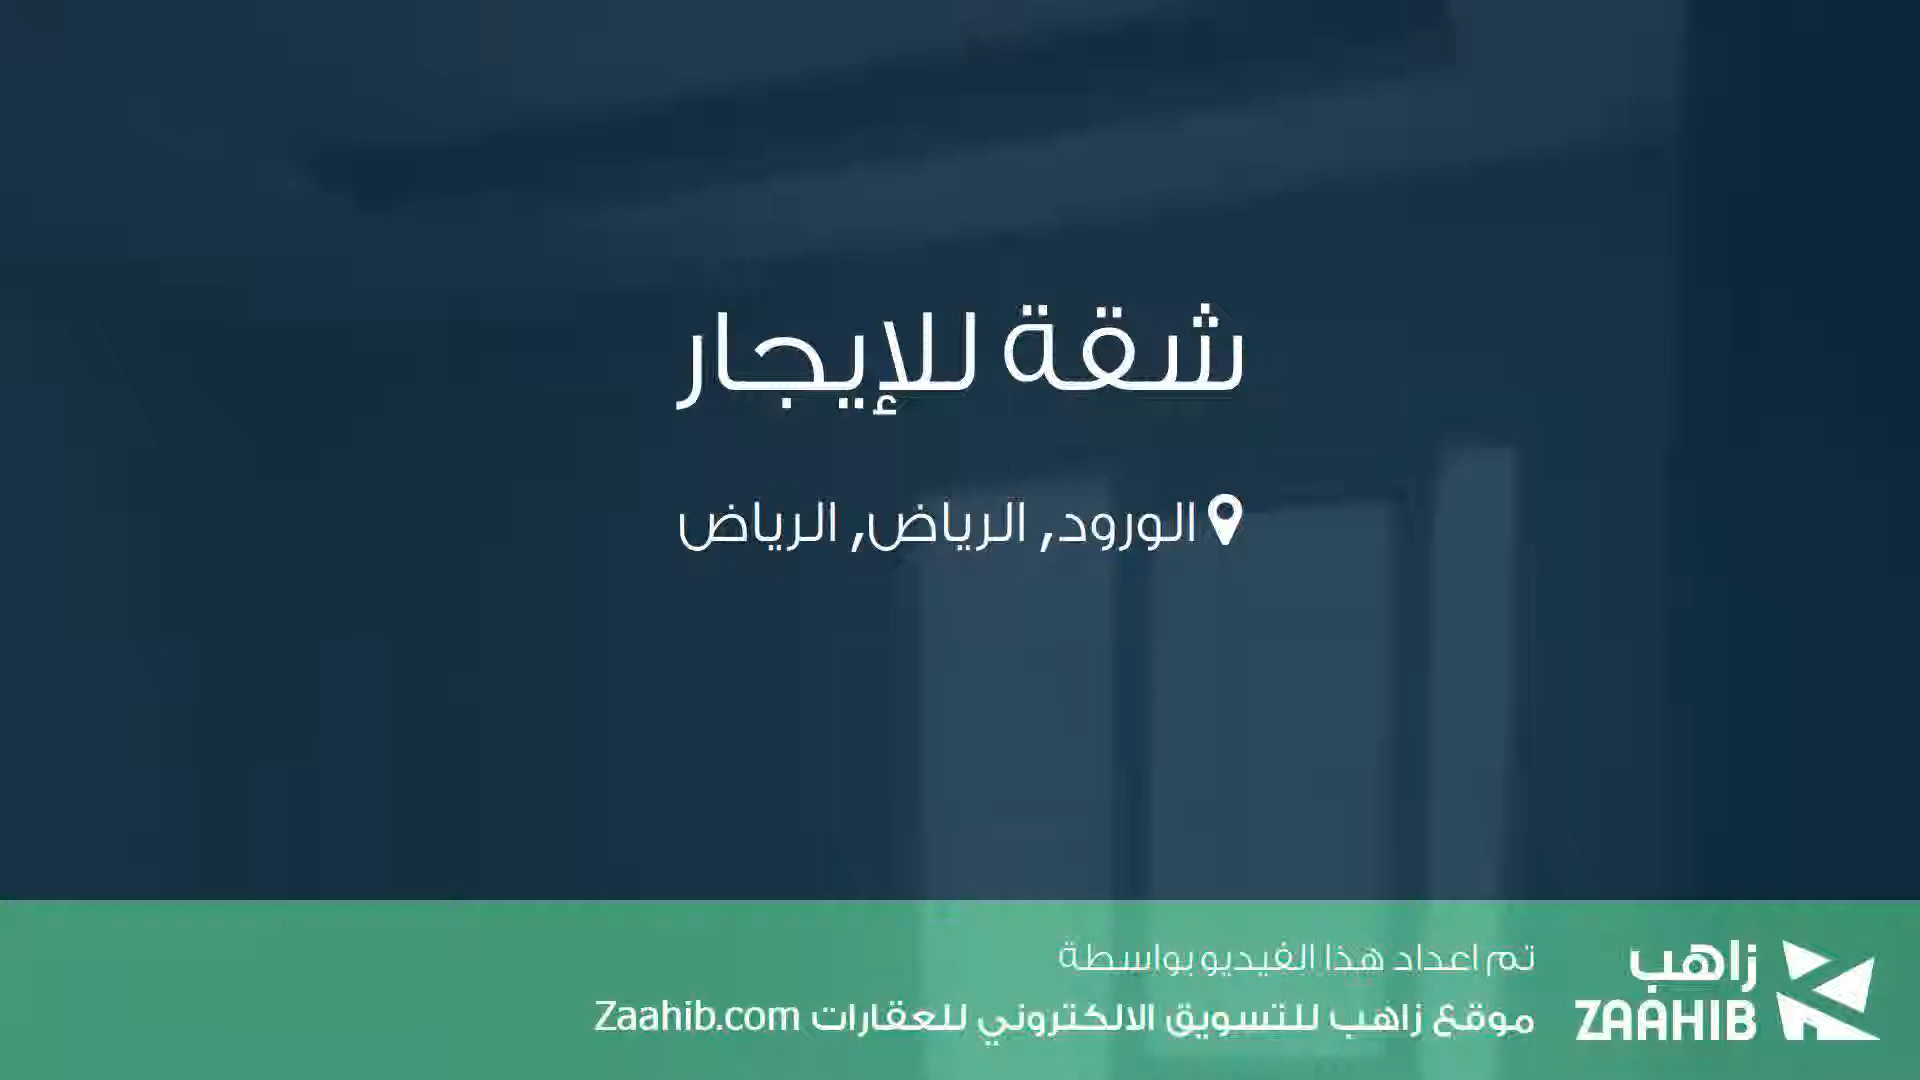 شقة للإيجار
الورود, الرياض, الرياض
تم اعداد هذا الفيديو بواسطة
موقع زاهب للتسويق الالكتروني للعقارات Zaahib.com
زاهب
ZAAHIB